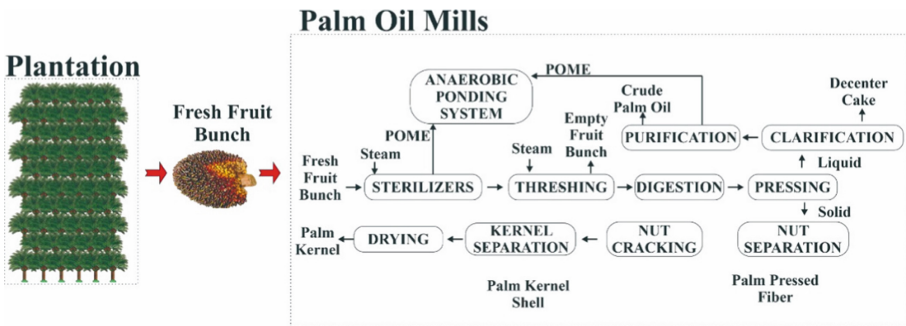 Palm Oil Mills
Plantation
Fresh Fruit
Bunch
ANAEROBIC
PONDING
SYSTEM
POME
POME
Crude
Palm Oil
Decenter
Cake
Empty
Fruit
Bunch
PURIFICATION
CLARIFICATION
Fresh
Fruit
Bunch
Steam
Steam
Liquid
STERILIZERS
THRESHING
DIGESTION
PRESSING
Solid
Palm
Kernel
DRYING
KERNEL
SEPARATION
NUT
CRACKING
NUT
SEPARATION
Palm Kernel
Shell
Palm Pressed
Fiber